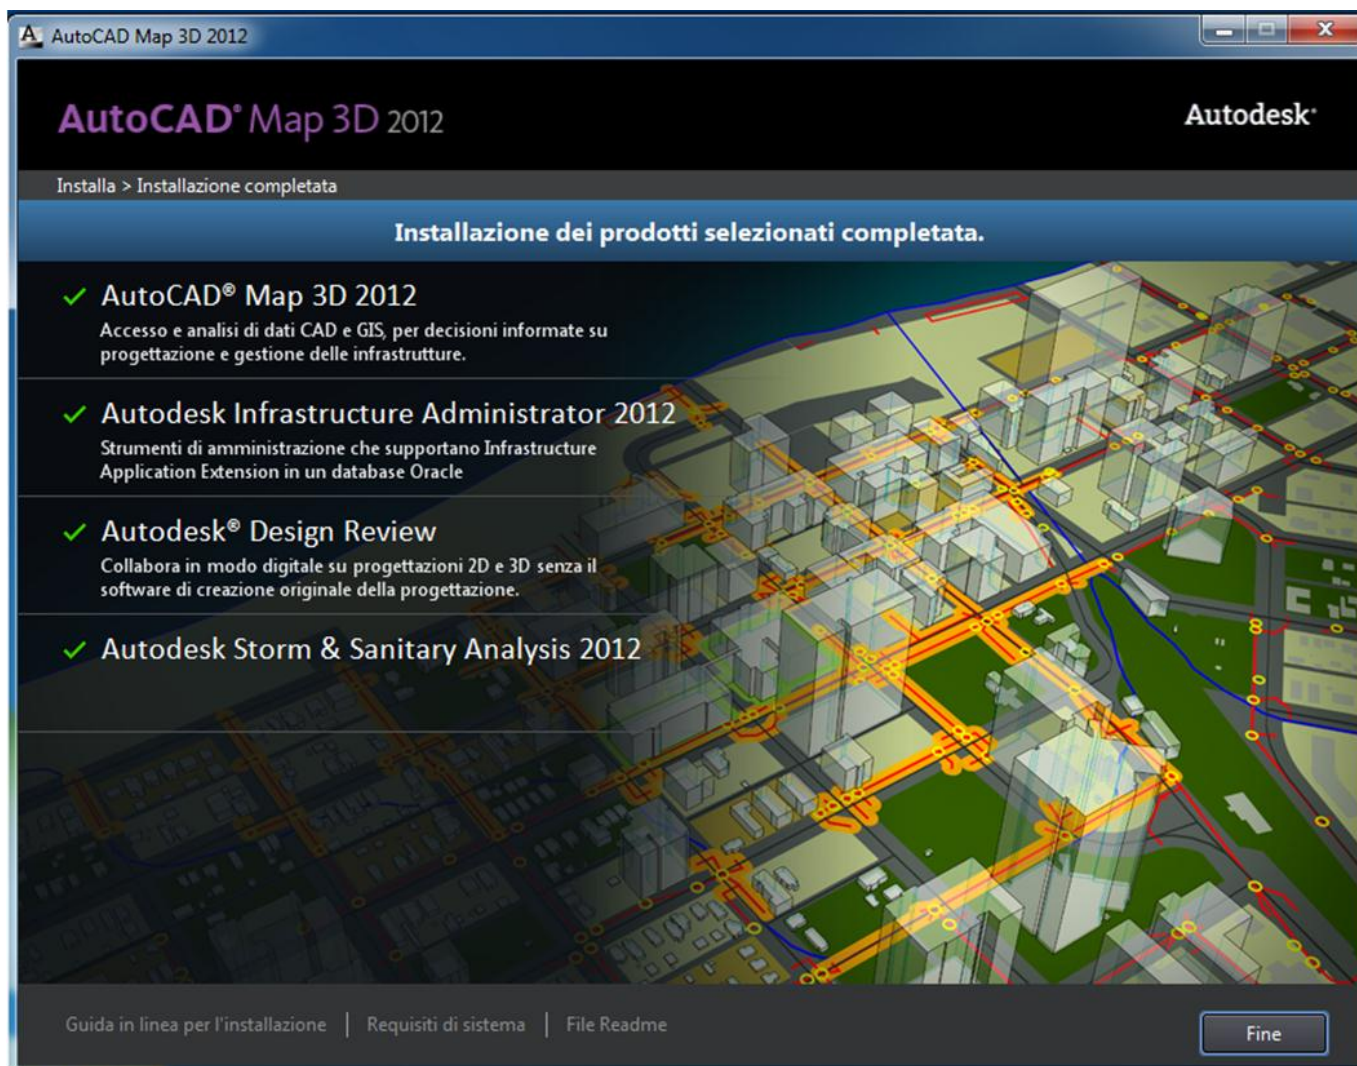 AutoCAD Map 3D 2012
AutoCAD® Map 3D 2012
Autodesk®
Installa > Installazione completata
Installazione dei prodotti selezionati completata.
AutoCAD® Map 3D 2012
Accesso e analisi di dati CAD e GIS, per decisioni informate su
progettazione e gestione delle infrastrutture.
Autodesk Infrastructure Administrator 2012
Strumenti di amministrazione che supportano Infrastructure
Application Extension in un database Oracle
Autodesk® Design Review
Collabora in modo digitale su progettazioni 2D e 3D senza il
software di creazione originale della progettazione.
Autodesk Storm & Sanitary Analysis 2012
Guida in linea per l'installazione | Requisiti di sistema | File Readme
Fine